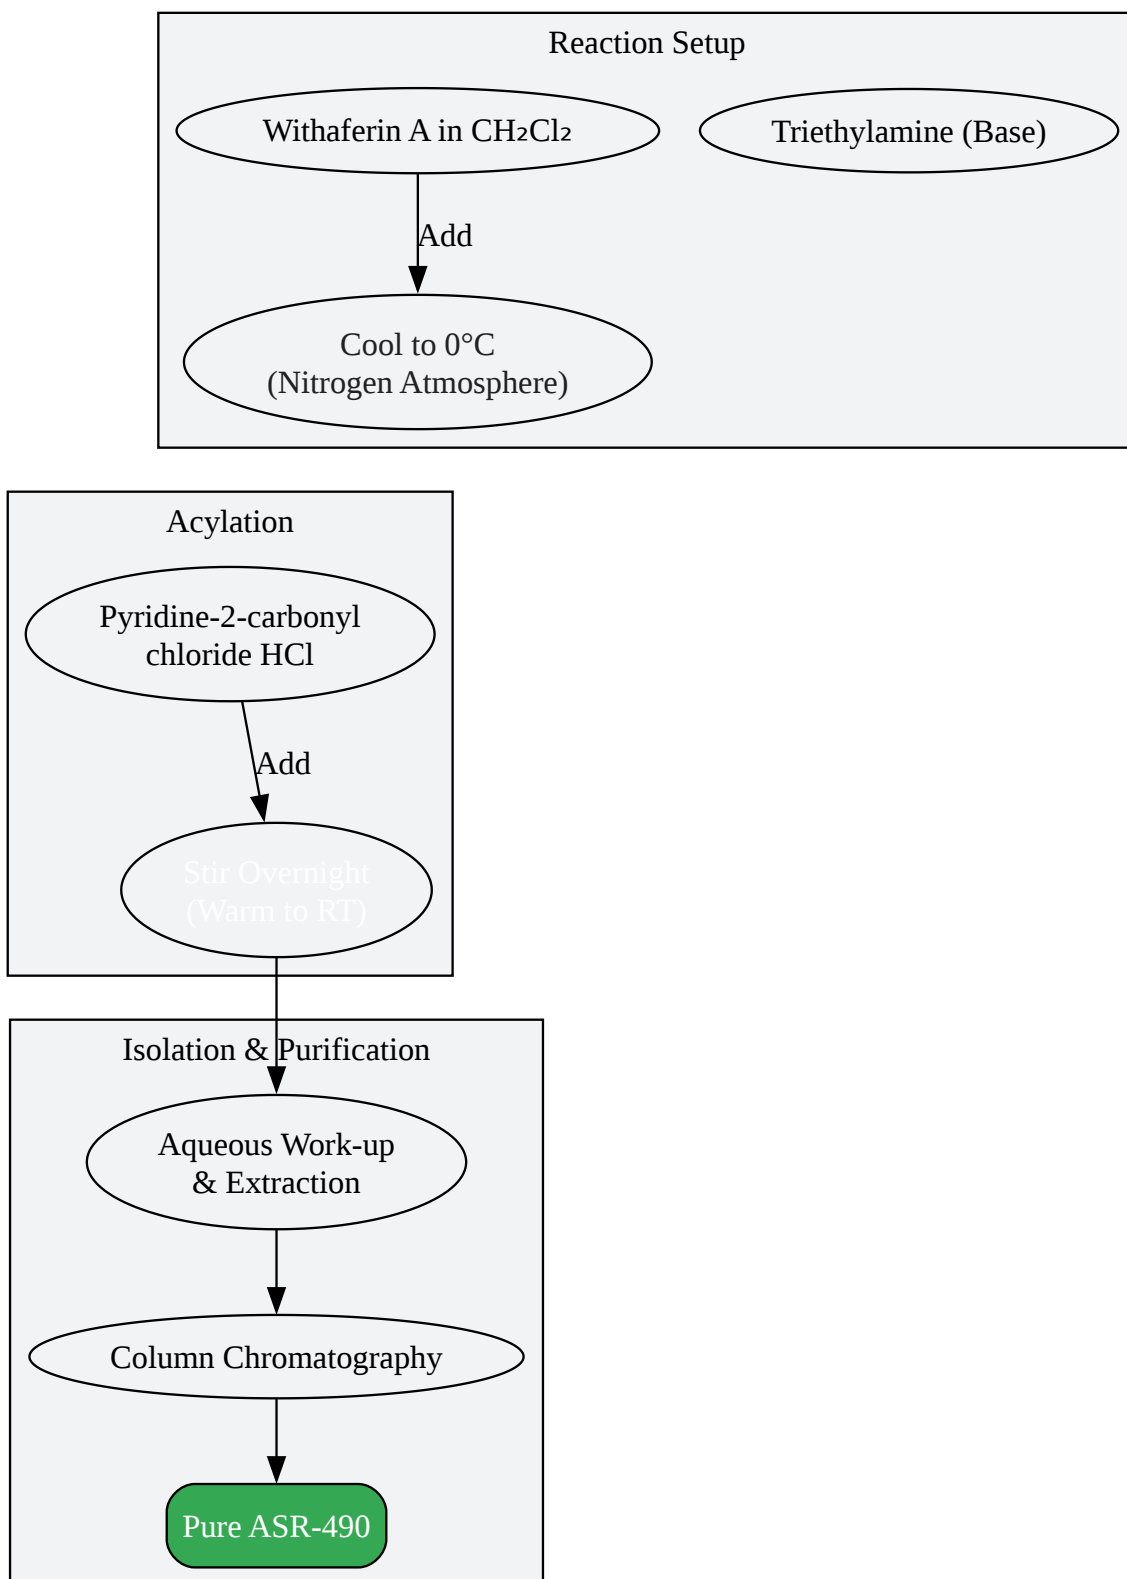 Reaction Setup
Withaferin A in CH₂Cl₂
Triethylamine (Base)
Add
Cool to 0°C
(Nitrogen Atmosphere)
Acylation
Pyridine-2-carbonyl
chloride HCl
Add
Stir Overnight
(Warm to RT)
Isolation & Purification
Aqueous Work-up
& Extraction
Column Chromatography
Pure ASR-490